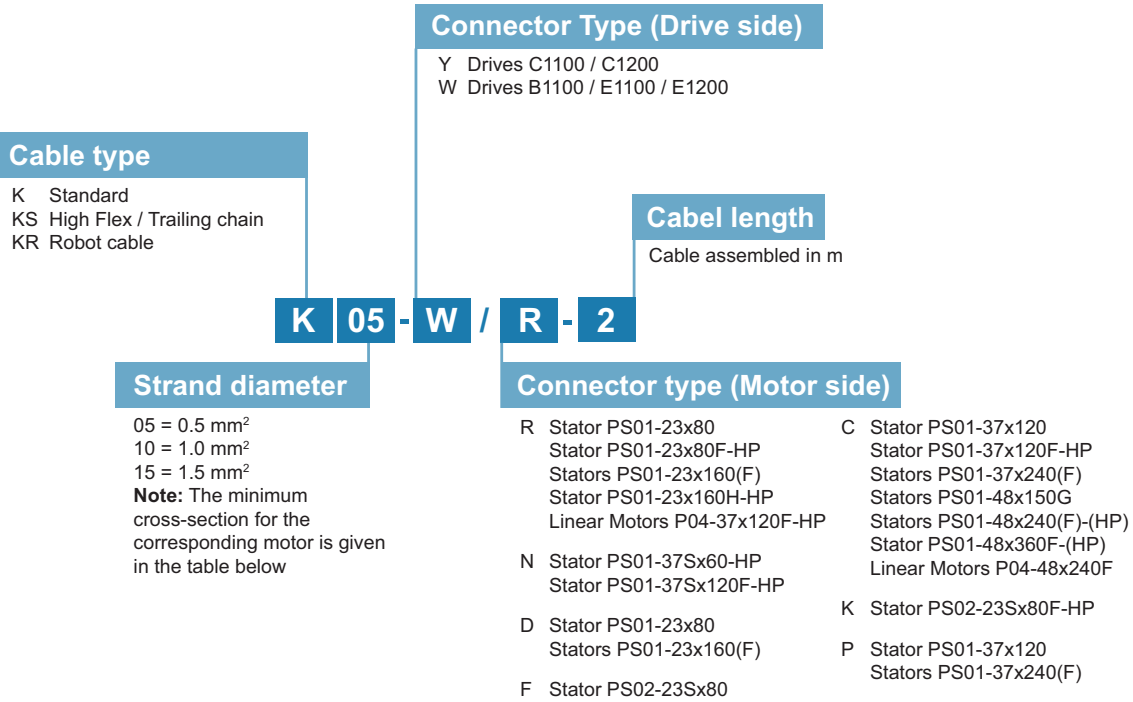 Connector Type (Drive side)
Y Drives C1100 / C1200
W Drives B1100 / E1100 / E1200
Cable type
K Standard
KS High Flex / Trailing chain
KR Robot cable
Cabel length
Cable assembled in m
K 05 - W / R - 2
Strand diameter
05 = 0.5 mm²
10 = 1.0 mm²
15 = 1.5 mm²
Note: The minimum
cross-section for the
corresponding motor is given
in the table below
Connector type (Motor side)
R Stator PS01-23x80
Stator PS01-23x80F-HP
Stators PS01-23x160(F)
Stator PS01-23x160H-HP
Linear Motors P04-37x120F-HP
N Stator PS01-37Sx60-HP
Stator PS01-37Sx120F-HP
D Stator PS01-23x80
Stators PS01-23x160(F)
F Stator PS02-23Sx80
C Stator PS01-37x120
Stator PS01-37x120F-HP
Stators PS01-37x240(F)
Stators PS01-48x150G
Stators PS01-48x240(F)-(HP)
Stator PS01-48x360F-(HP)
Linear Motors P04-48x240F
K Stator PS02-23Sx80F-HP
P Stator PS01-37x120
Stators PS01-37x240(F)